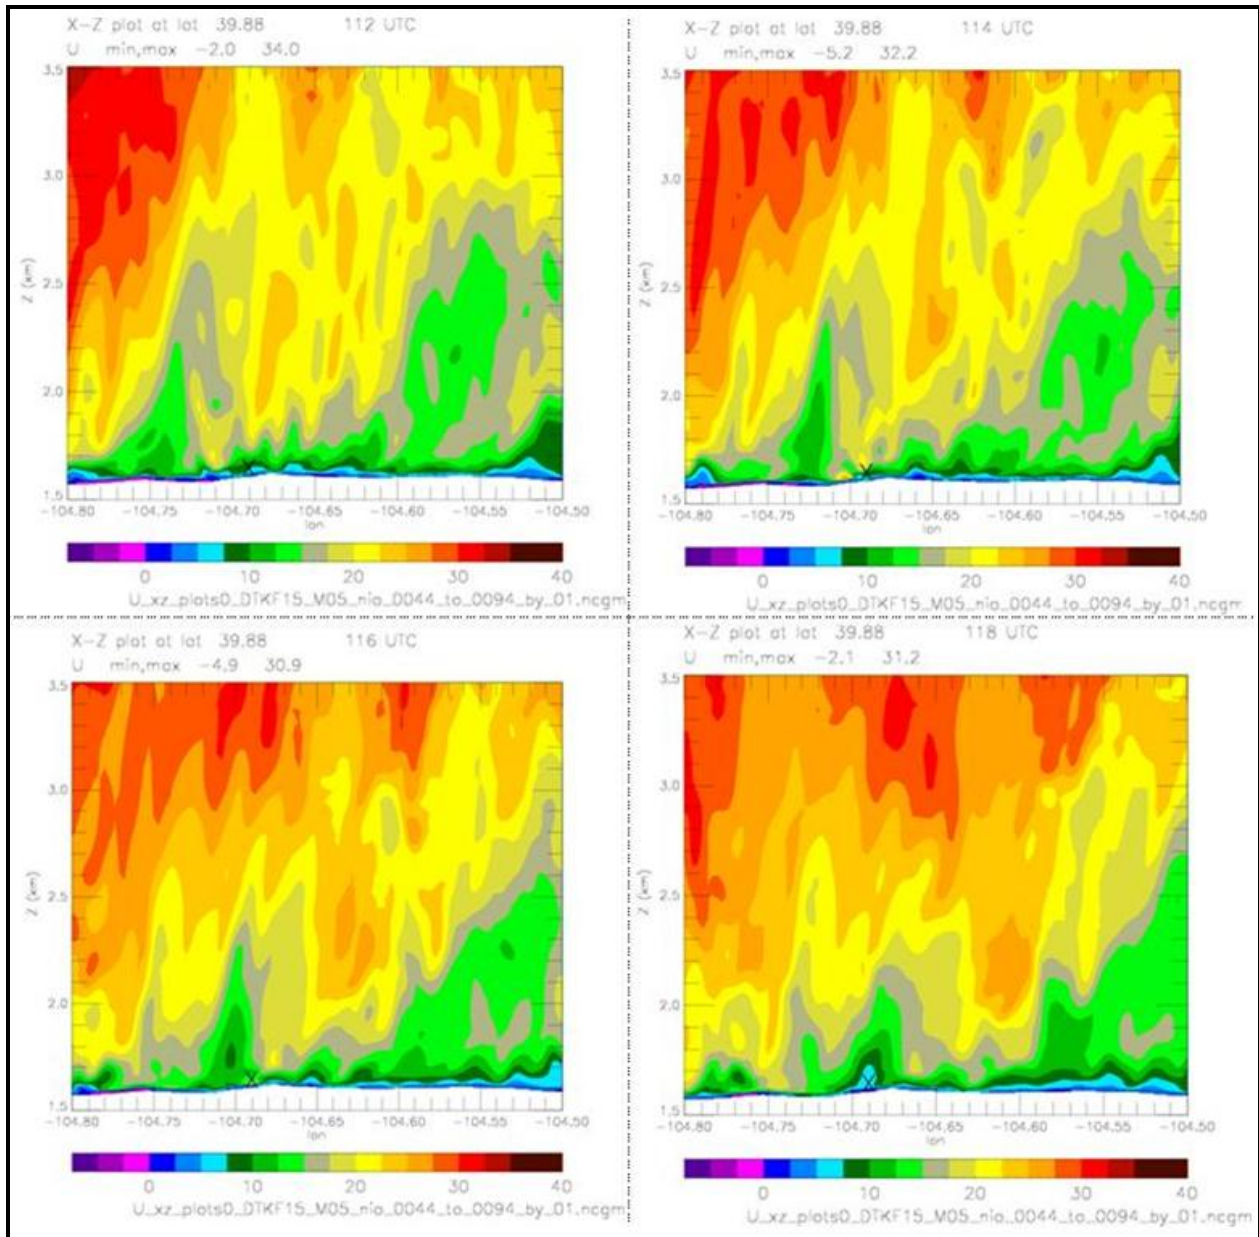 X-Z plot at lat 39.88 112 UTC
U min,max -2.0 34.0
3.5
3.0
Z (km)
2.5
2.0
1.5
-104.80 -104.75 -104.70 -104.65 -104.60 -104.55 -104.50
lon
X
0 10 20 30 40
U_xz_plots0_DTKF15_M05_nio_0044_to_0094_by_01.ncgm
X-Z plot at lat 39.88 114 UTC
U min,max -5.2 32.2
3.5
3.0
Z (km)
2.5
2.0
1.5
-104.80 -104.75 -104.70 -104.65 -104.60 -104.55 -104.50
lon
X
0 10 20 30 40
U_xz_plots0_DTKF15_M05_nio_0044_to_0094_by_01.ncgm
X-Z plot at lat 39.88 116 UTC
U min,max -4.9 30.9
3.5
3.0
Z (km)
2.5
2.0
1.5
-104.80 -104.75 -104.70 -104.65 -104.60 -104.55 -104.50
lon
X
0 10 20 30 40
U_xz_plots0_DTKF15_M05_nio_0044_to_0094_by_01.ncgm
X-Z plot at lat 39.88 118 UTC
U min,max -2.1 31.2
3.5
3.0
Z (km)
2.5
2.0
1.5
-104.80 -104.75 -104.70 -104.65 -104.60 -104.55 -104.50
lon
X
0 10 20 30 40
U_xz_plots0_DTKF15_M05_nio_0044_to_0094_by_01.ncgm